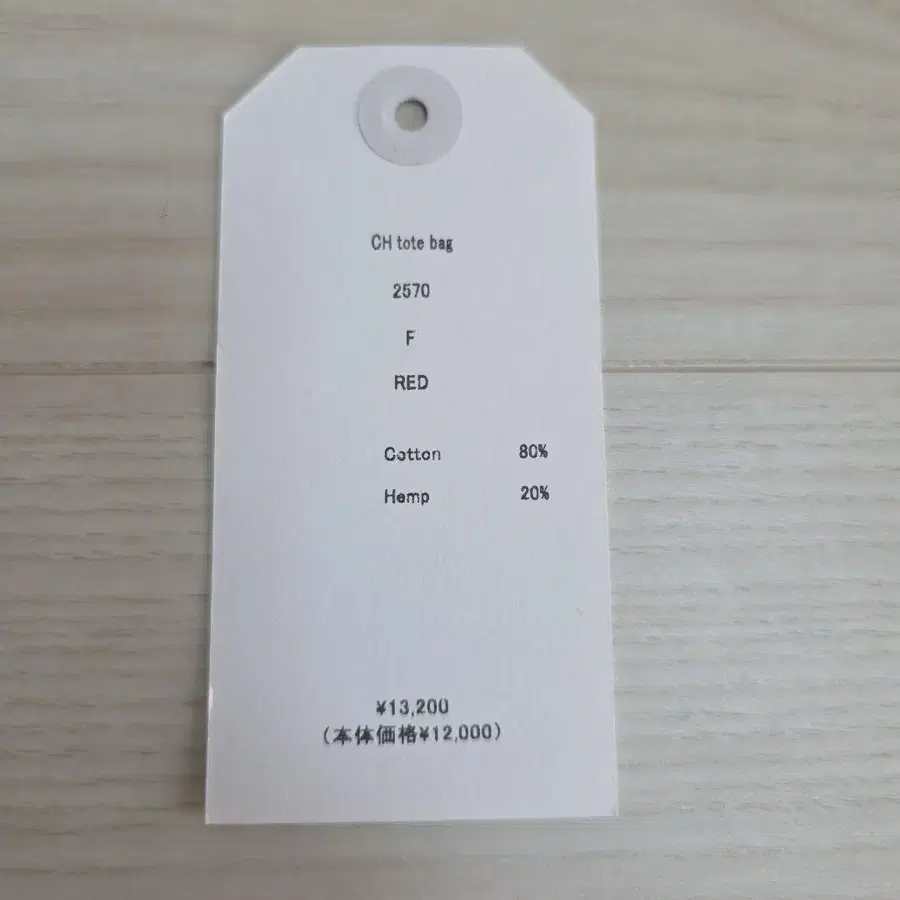 CH tote bag
2570
F
RED
Cotton 80%
Hemp 20%
¥13,200
(本体価格¥12,000)